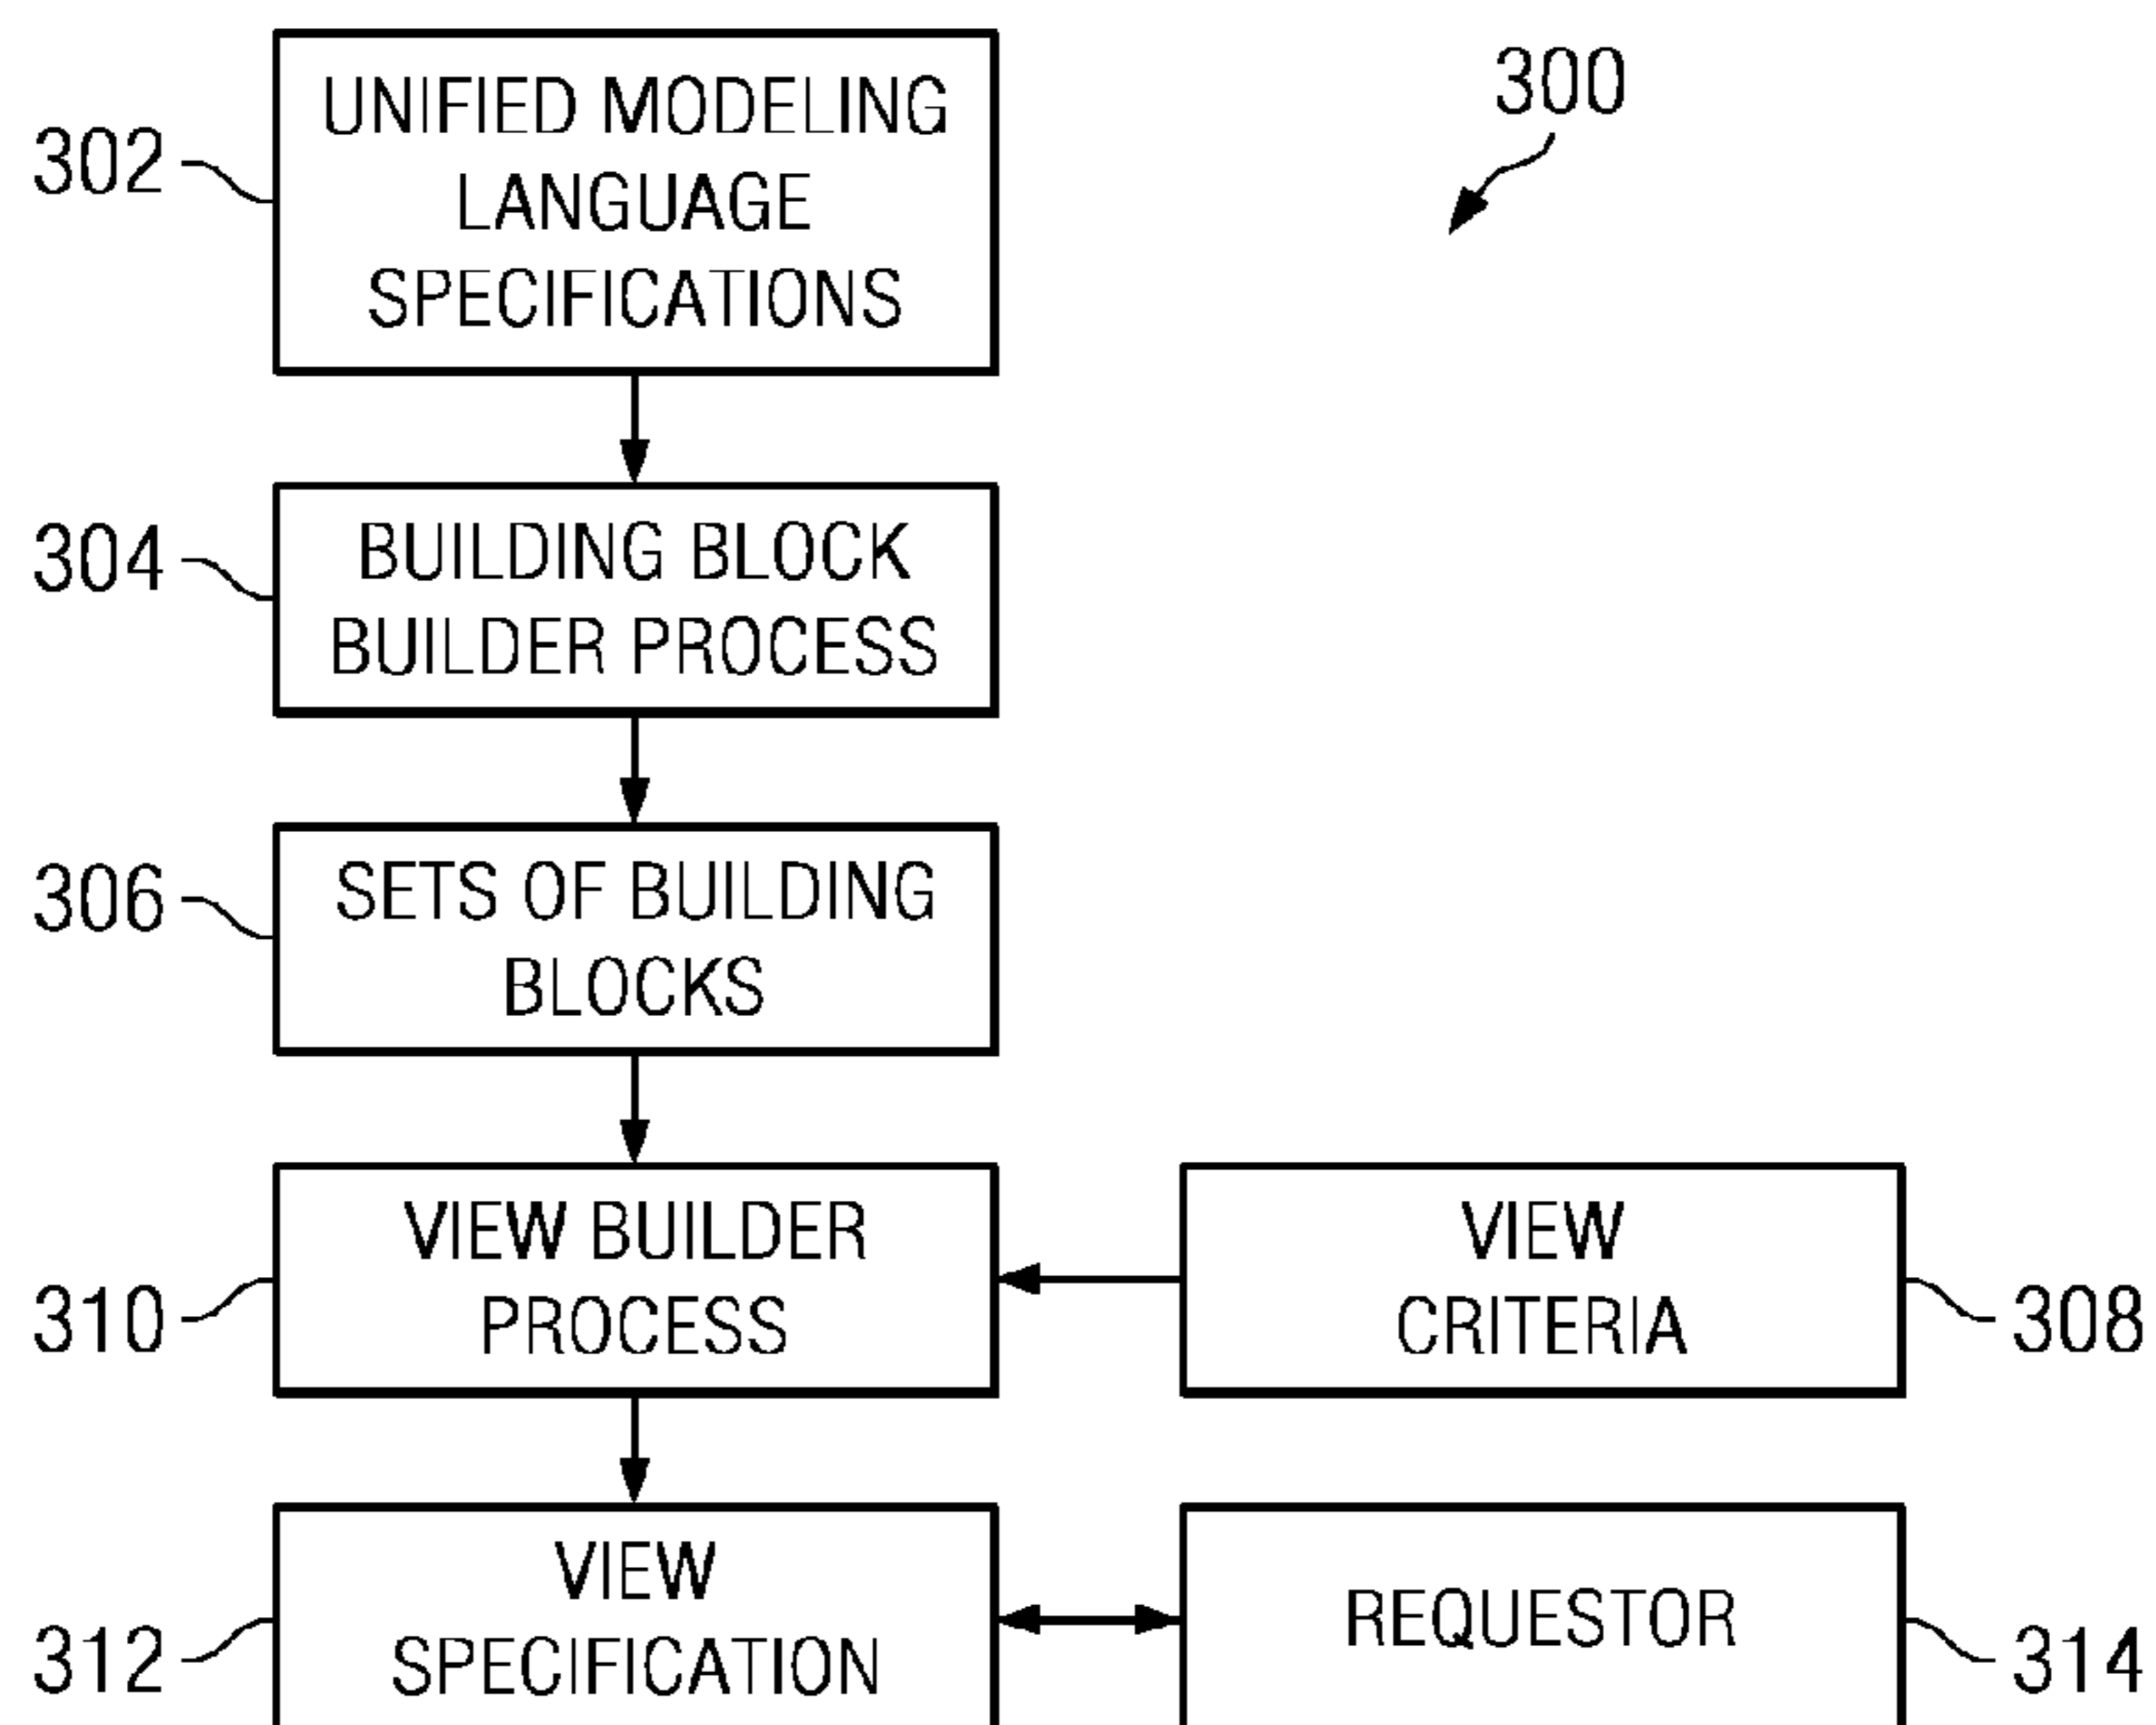 300
302
UNIFIED MODELING
LANGUAGE
SPECIFICATIONS
304
BUILDING BLOCK
BUILDER PROCESS
306
SETS OF BUILDING
BLOCKS
310
VIEW BUILDER
PROCESS
VIEW
CRITERIA
308
312
VIEW
SPECIFICATION
REQUESTOR
314